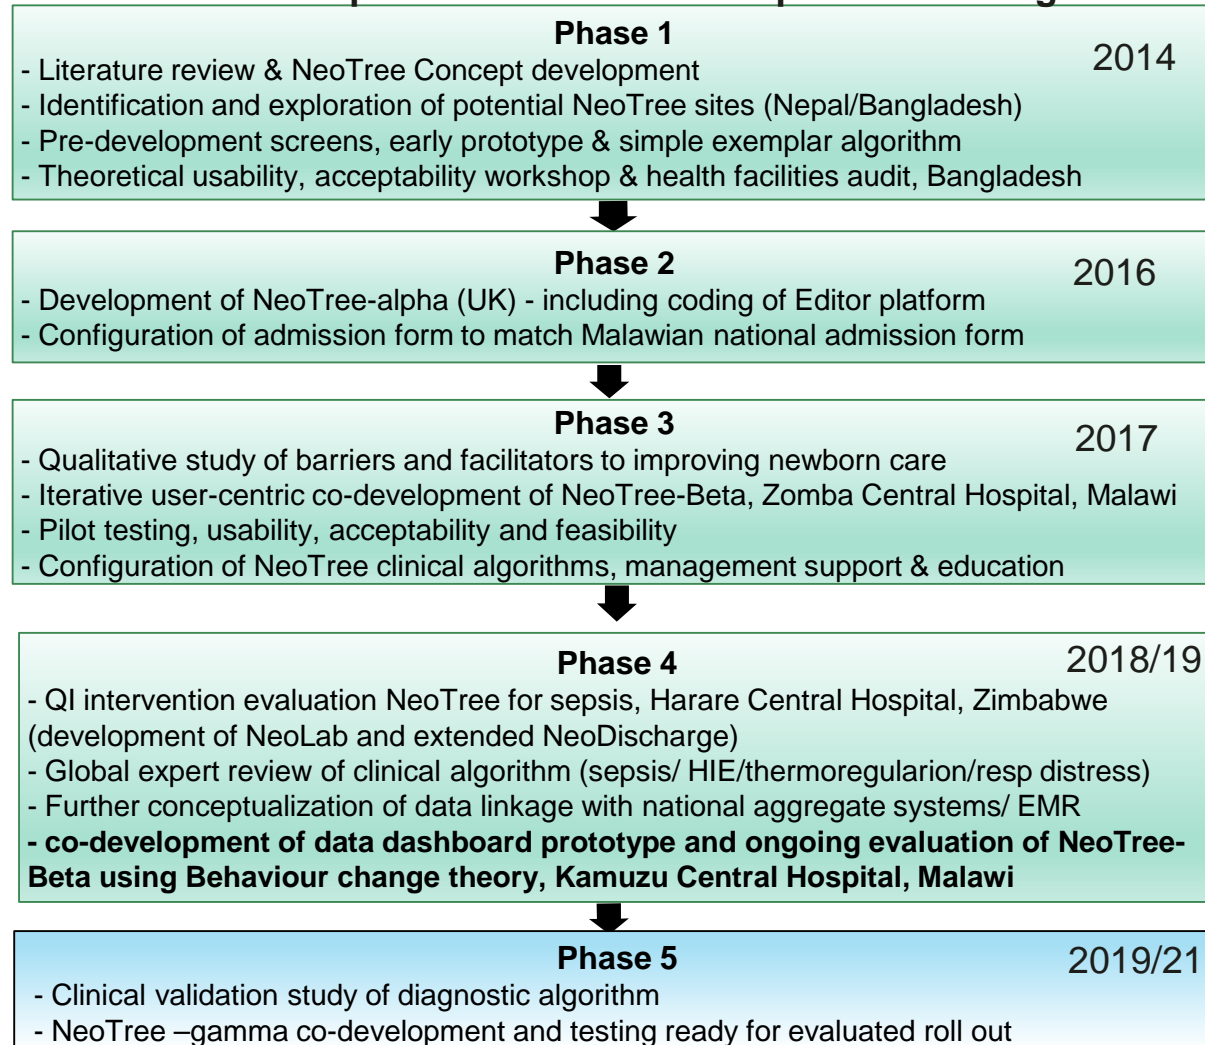 Phase 1
2014
- Literature review & NeoTree Concept development
- Identification and exploration of potential NeoTree sites (Nepal/Bangladesh)
- Pre-development screens, early prototype & simple exemplar algorithm
- Theoretical usability, acceptability workshop & health facilities audit, Bangladesh
Phase 2
2016
- Development of NeoTree-alpha (UK) - including coding of Editor platform
- Configuration of admission form to match Malawian national admission form
Phase 3
2017
- Qualitative study of barriers and facilitators to improving newborn care
- Iterative user-centric co-development of NeoTree-Beta, Zomba Central Hospital, Malawi
- Pilot testing, usability, acceptability and feasibility
- Configuration of NeoTree clinical algorithms, management support & education
Phase 4
2018/19
- QI intervention evaluation NeoTree for sepsis, Harare Central Hospital, Zimbabwe
(development of NeoLab and extended NeoDischarge)
- Global expert review of clinical algorithm (sepsis/ HIE/thermoregularion/resp distress)
- Further conceptualization of data linkage with national aggregate systems/ EMR
- co-development of data dashboard prototype and ongoing evaluation of NeoTree-
Beta using Behaviour change theory, Kamuzu Central Hospital, Malawi
Phase 5
2019/21
- Clinical validation study of diagnostic algorithm
- NeoTree –gamma co-development and testing ready for evaluated roll out